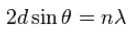 2d sin θ = nλ